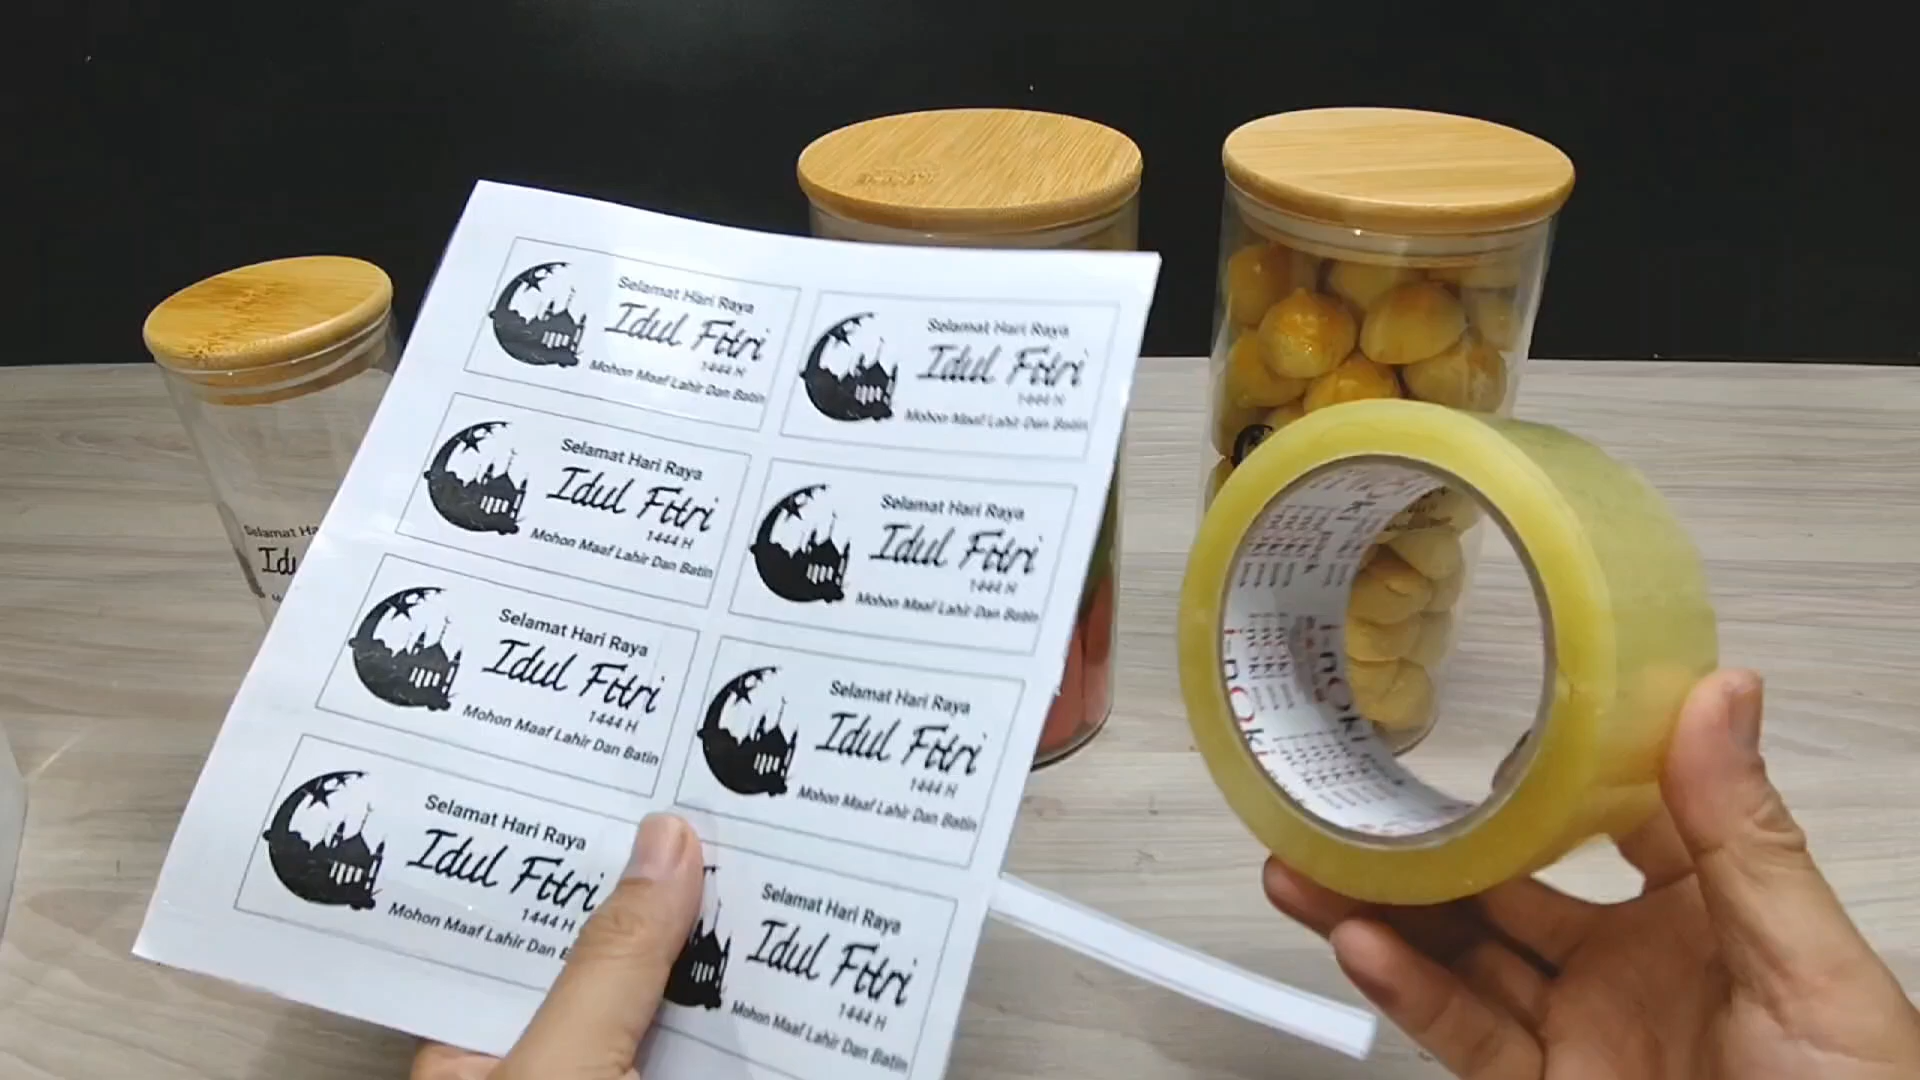 Selamat Hari Raya
Idul Fitri
1444 H
Mohon Maaf Lahir Dan Batin
Selamat Hari Raya
Idul Fitri
1444 H
Mohon Maaf Lahir Dan Batin
Selamat Hari Raya
Idul Fitri
1444 H
Mohon Maaf Lahir Dan Batin
Selamat Hari Raya
Idul Fitri
1444 H
Mohon Maaf Lahir Dan Batin
Selamat Hari Raya
Idul Fitri
1444 H
Mohon Maaf Lahir Dan Batin
Selamat Hari Raya
Idul Fitri
1444 H
Mohon Maaf Lahir Dan Batin
Selamat Hari Raya
Idul Fitri
1444 H
Mohon Maaf Lahir Dan
Selamat Hari Raya
Idul Fitri
1444 H
Mohon Maaf Lahir Dan Batin
Selamat
i-nOki